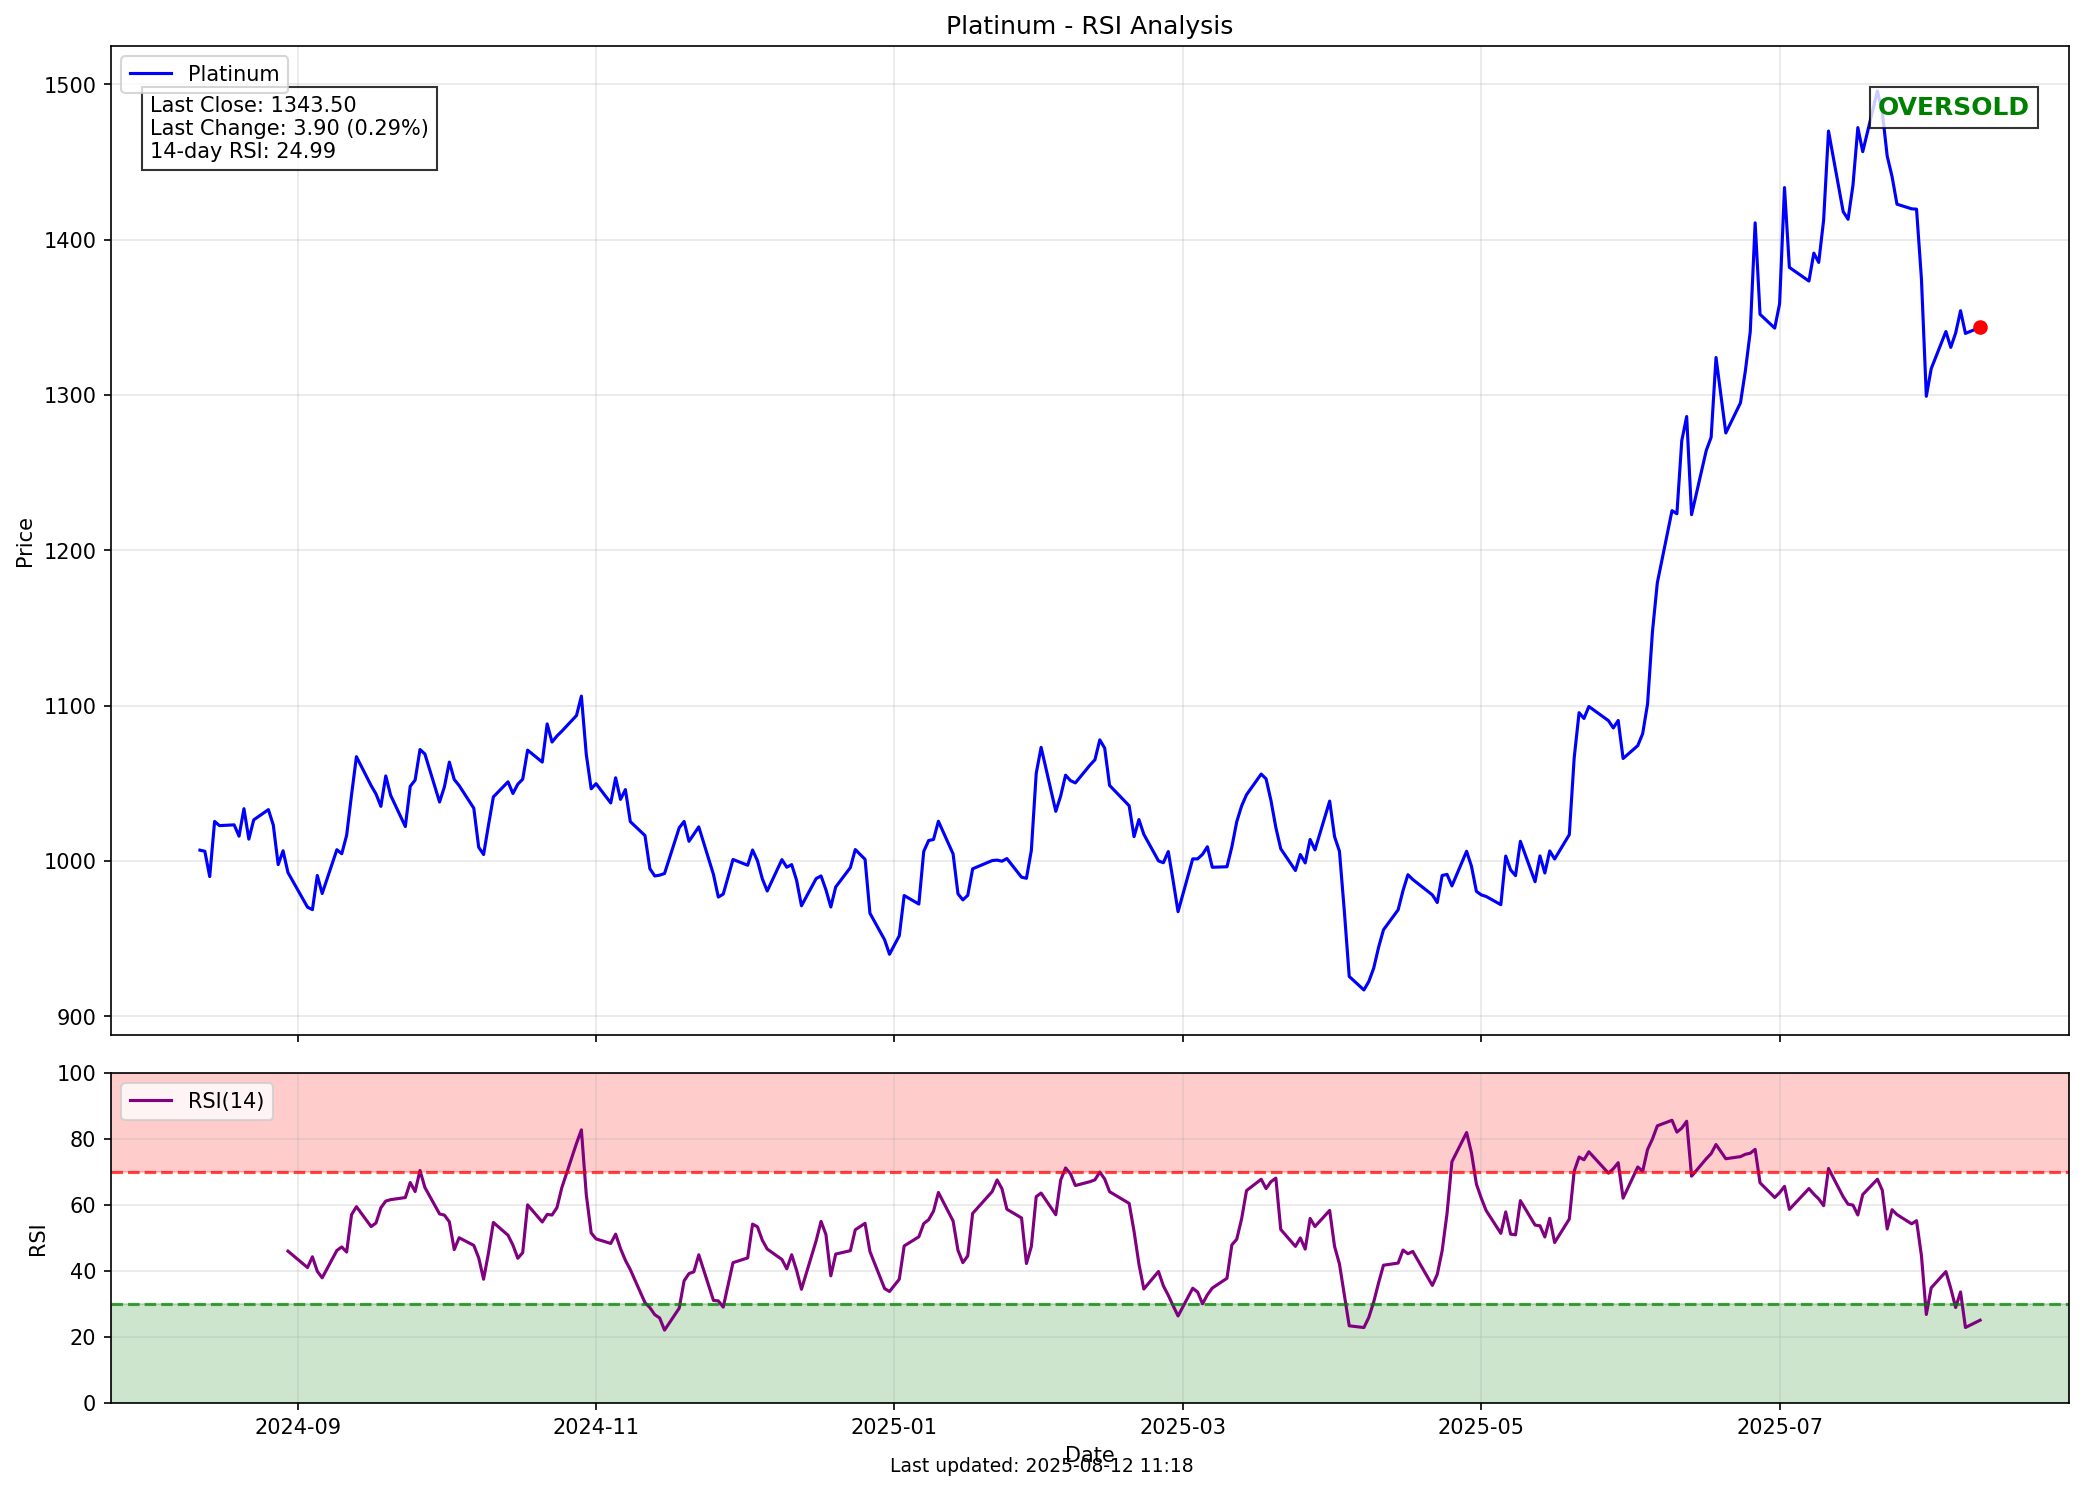 Platinum - RSI Analysis
Platinum
Last Close: 1343.50
Last Change: 3.90 (0.29%)
14-day RSI: 24.99
OVERSOLD
Price
1500
1400
1300
1200
1100
1000
900
RSI(14)
RSI
100
80
60
40
20
0
2024-09
2024-11
2025-01
2025-03
2025-05
2025-07
Date
Last updated: 2025-08-12 11:18